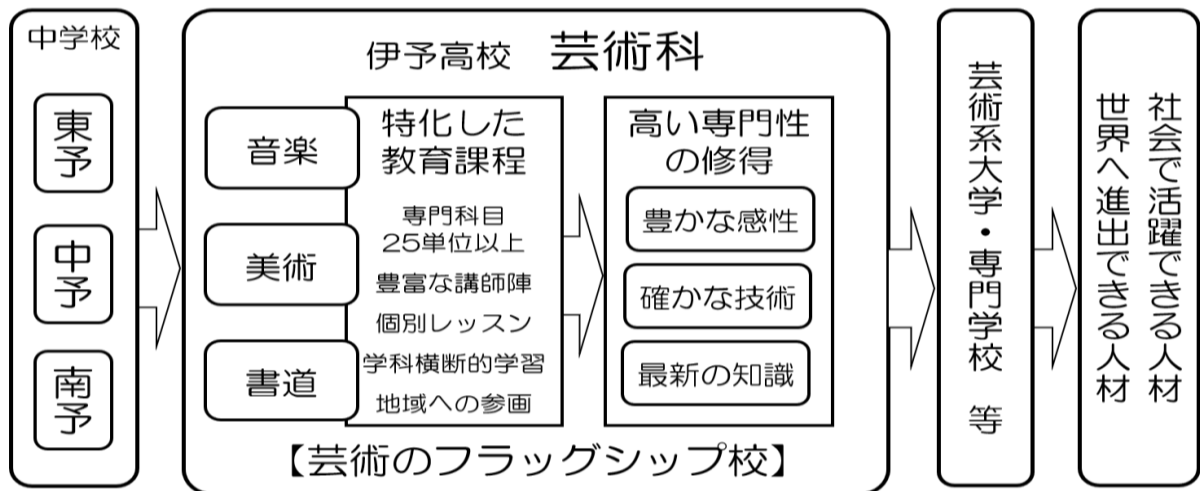 中学校
東予
中予
南予
伊予高校 芸術科
音楽
美術
書道
特化した
教育課程
専門科目
25単位以上
豊富な講師陣
個別レッスン
学科横断的学習
地域への参画
高い専門性
の修得
豊かな感性
確かな技術
最新の知識
【芸術のフラッグシップ校】
芸術系大学・専門学校 等
社会で活躍できる人材
世界へ進出できる人材